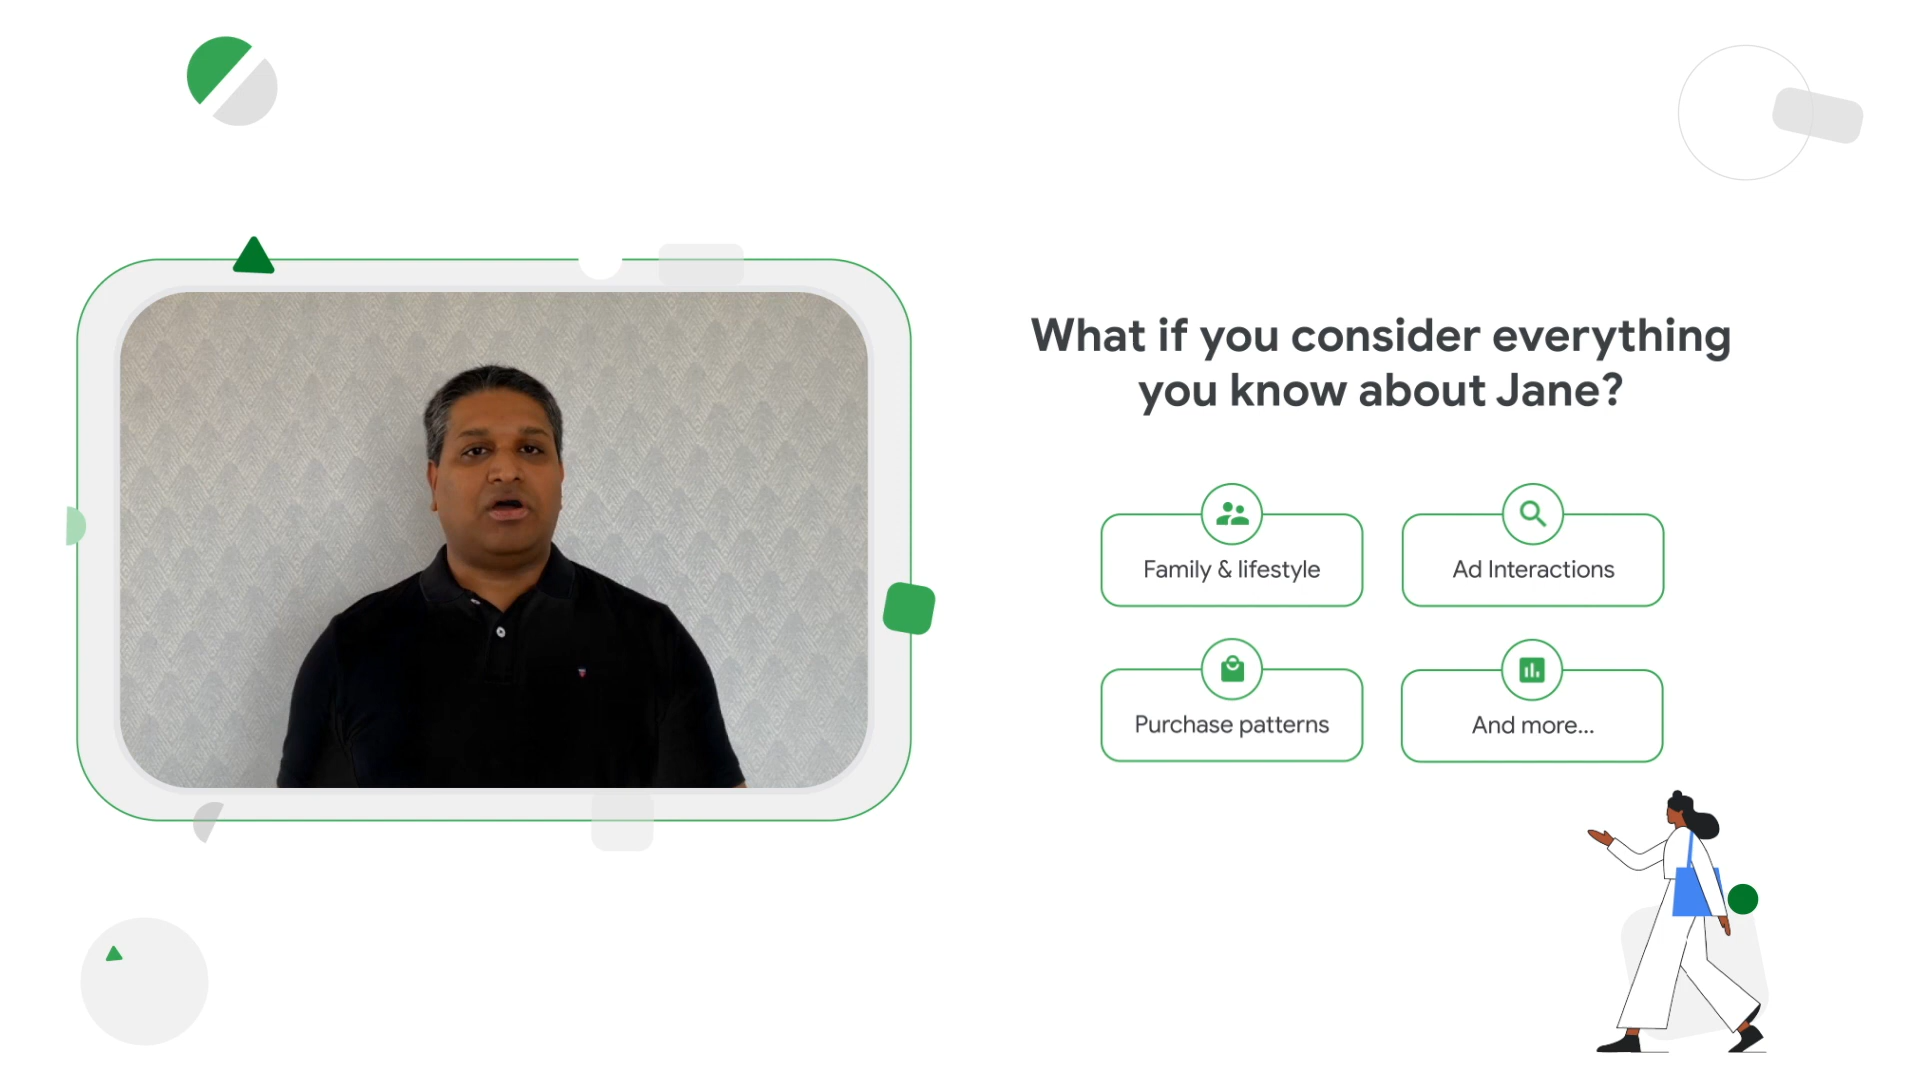 What if you consider everything
you know about Jane?
Family & lifestyle
Ad Interactions
Purchase patterns
And more...